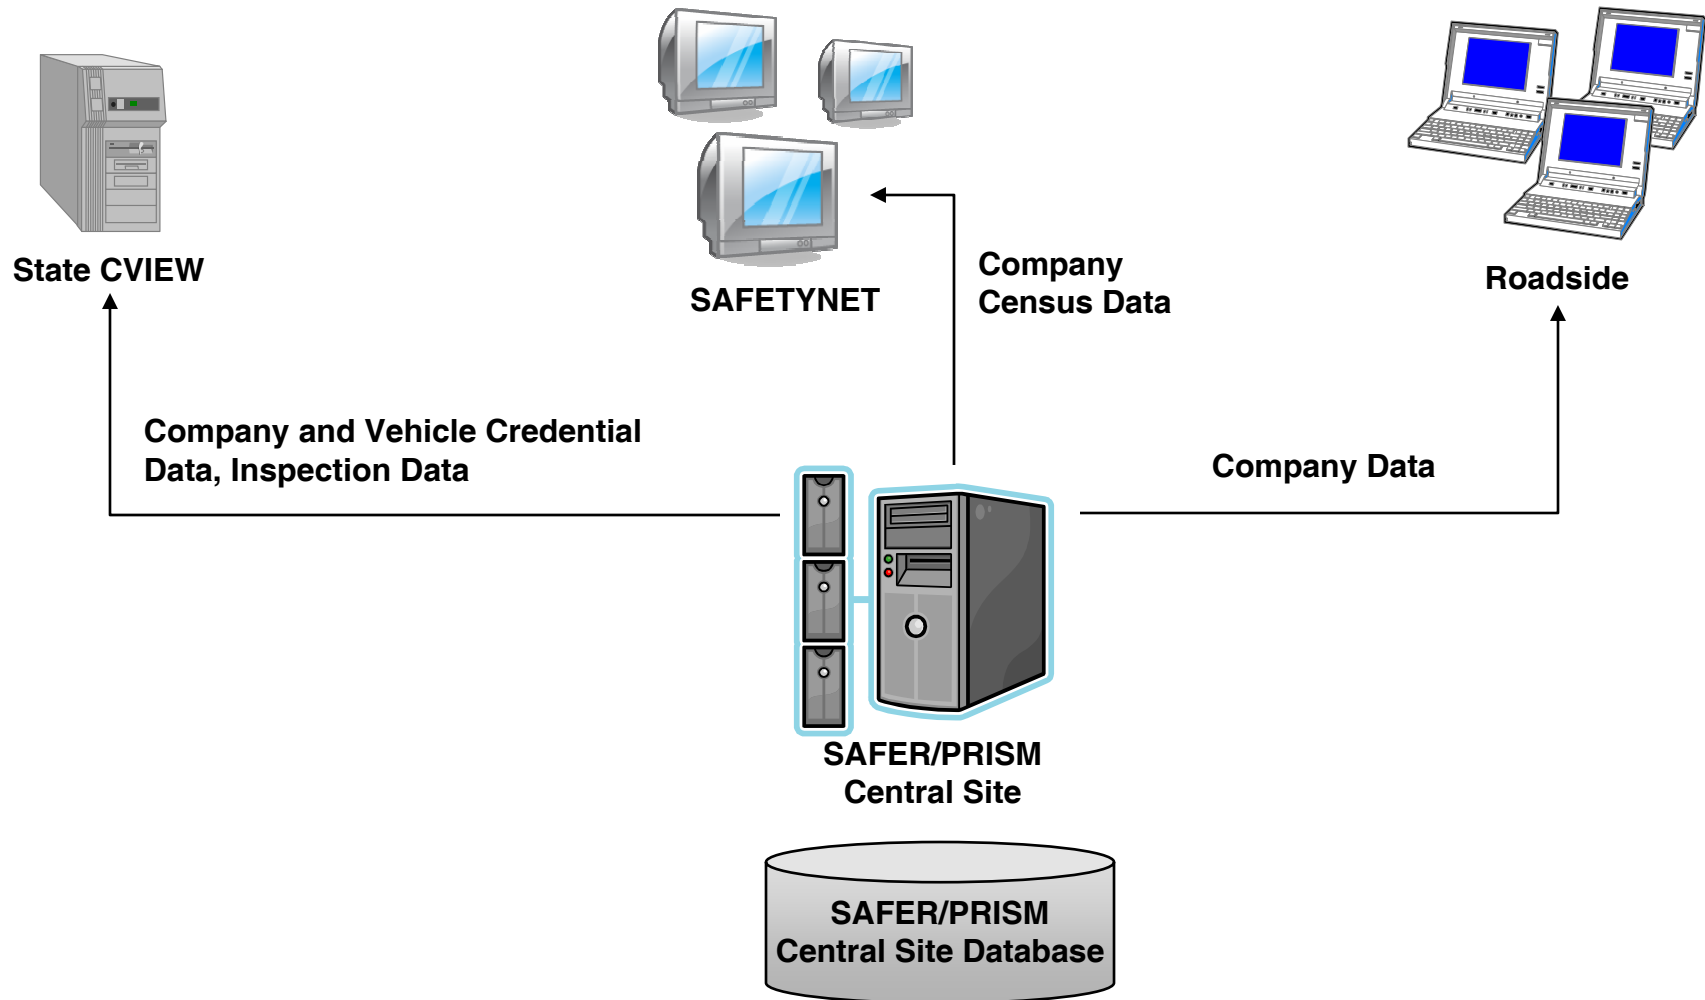 State CVIEW
SAFETYNET
Company
Census Data
Roadside
Company and Vehicle Credential
Data, Inspection Data
Company Data
SAFER/PRISM
Central Site
SAFER/PRISM
Central Site Database